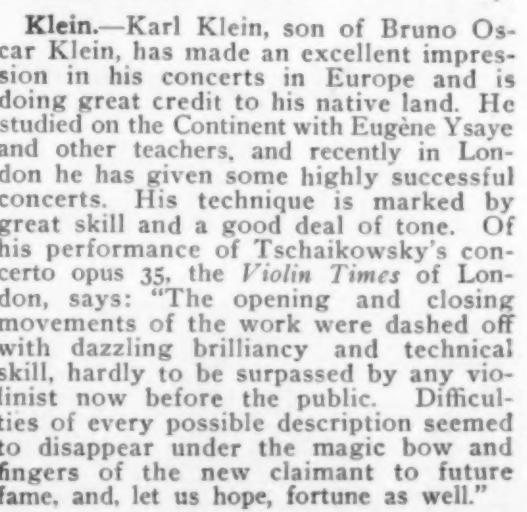 Klein.—Karl Klein, son of Bruno Os-
car Klein, has made an excellent impres-
sion in his concerts in Europe and is
doing great credit to his native land. He
studied on the Continent with Eugène Ysaye
and other teachers, and recently in Lon-
don he has given some highly successful
concerts. His technique is marked by
great skill and a good deal of tone. Of
his performance of Tschaikowsky's con-
certo opus 35, the Violin Times of Lon-
don, says: "The opening and closing
movements of the work were dashed off
with dazzling brilliancy and technical
skill, hardly to be surpassed by any vio-
linist now before the public. Difficul-
ties of every possible description seemed
to disappear under the magic bow and
fingers of the new claimant to future
fame, and, let us hope, fortune as well."